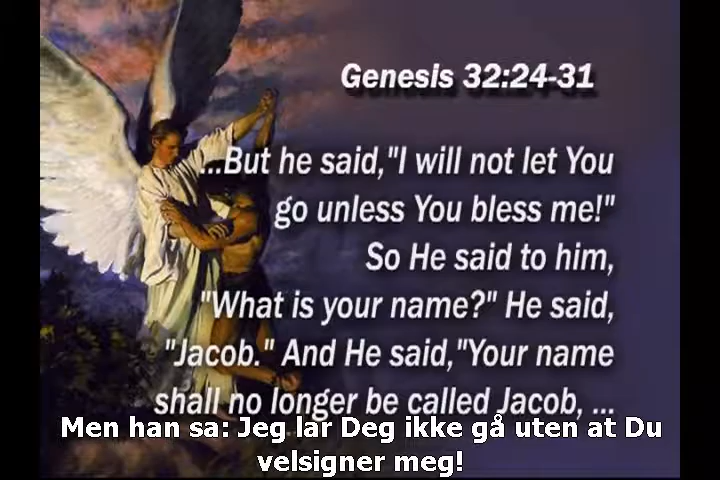 Genesis 32:24-31
...But he said,"I will not let You
go unless You bless me!"
So He said to him,
"What is your name?" He said,
"Jacob." And He said,"Your name
shall no longer be called Jacob, ...
Men han sa: Jeg lar Deg ikke gå uten at Du
velsigner meg!